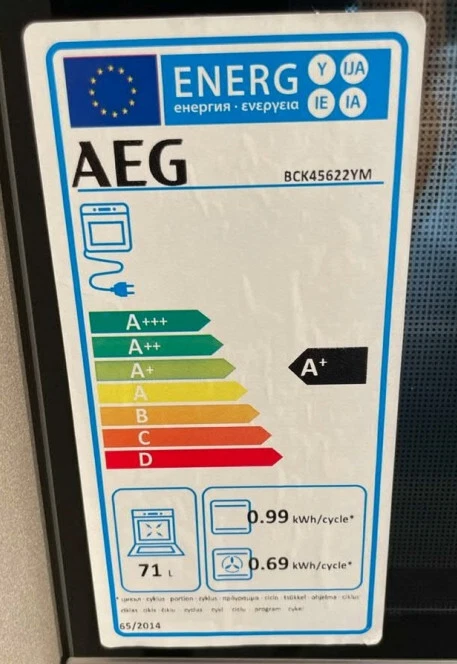 ENERG Y IJA
енергия · ενεργεια IE IA
AEG
BCK45622YM
A+++
A++
A+
A+
A
B
C
D
0.99 kWh/cycle*
71 L
0.69 kWh/cycle*
65/2014